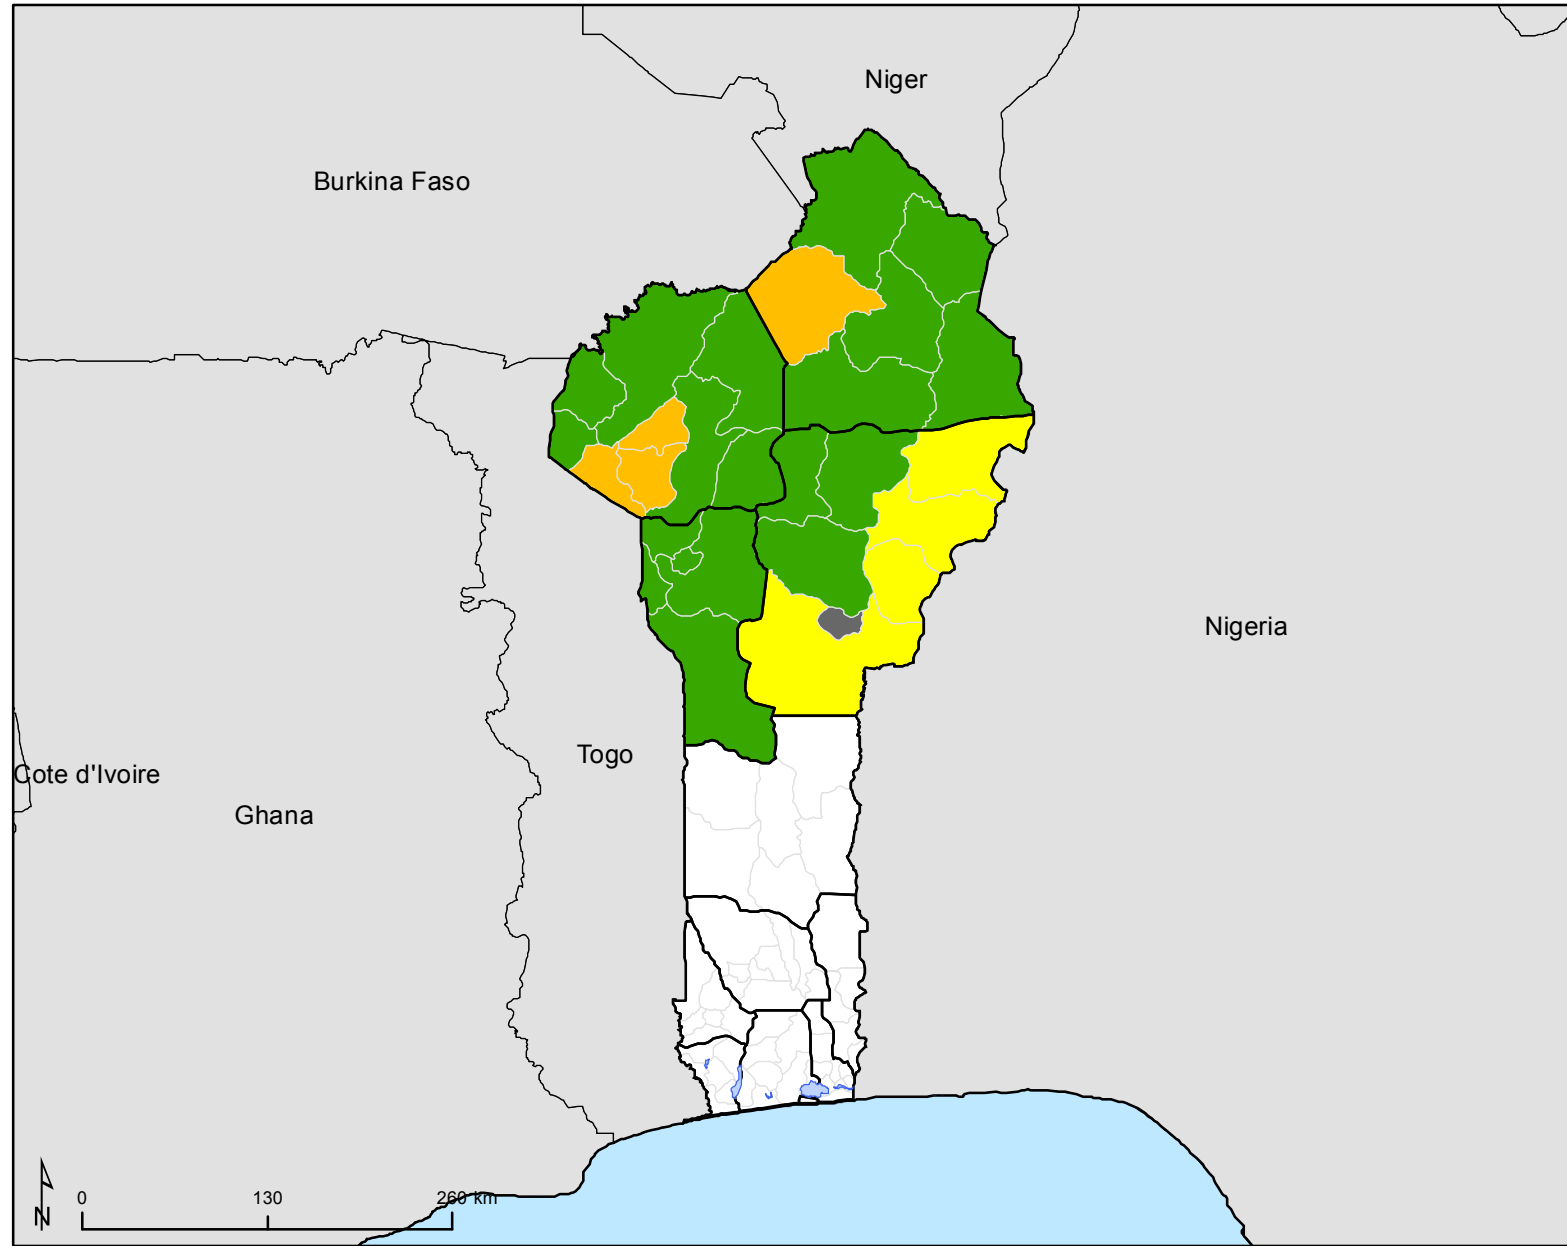 Niger
Burkina Faso
Nigeria
Togo
Cote d'Ivoire
Ghana
N
0 130 260 km